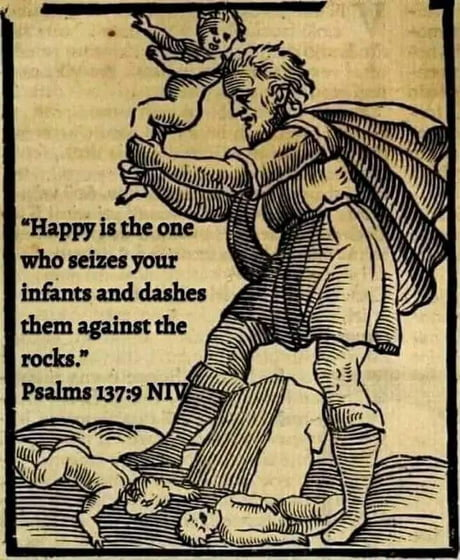 “Happy is the one
who seizes your
infants and dashes
them against the
rocks.”
Psalms 137:9 NIV